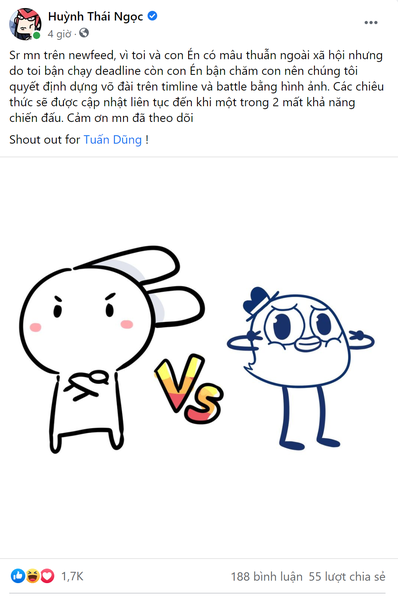 Huỳnh Thái Ngọc
4 giờ ·
Sr mn trên newfeed, vì toi và con Én có mâu thuẫn ngoài xã hội nhưng
do toi bận chạy deadline còn con Én bận chăm con nên chúng tôi
quyết định dựng võ đài trên timline và battle bằng hình ảnh. Các chiêu
thức sẽ được cập nhật liên tục đến khi một trong 2 mất khả năng
chiến đấu. Cảm ơn mn đã theo dõi
Shout out for Tuấn Dũng !
Vs
1,7K
188 bình luận 55 lượt chia sẻ